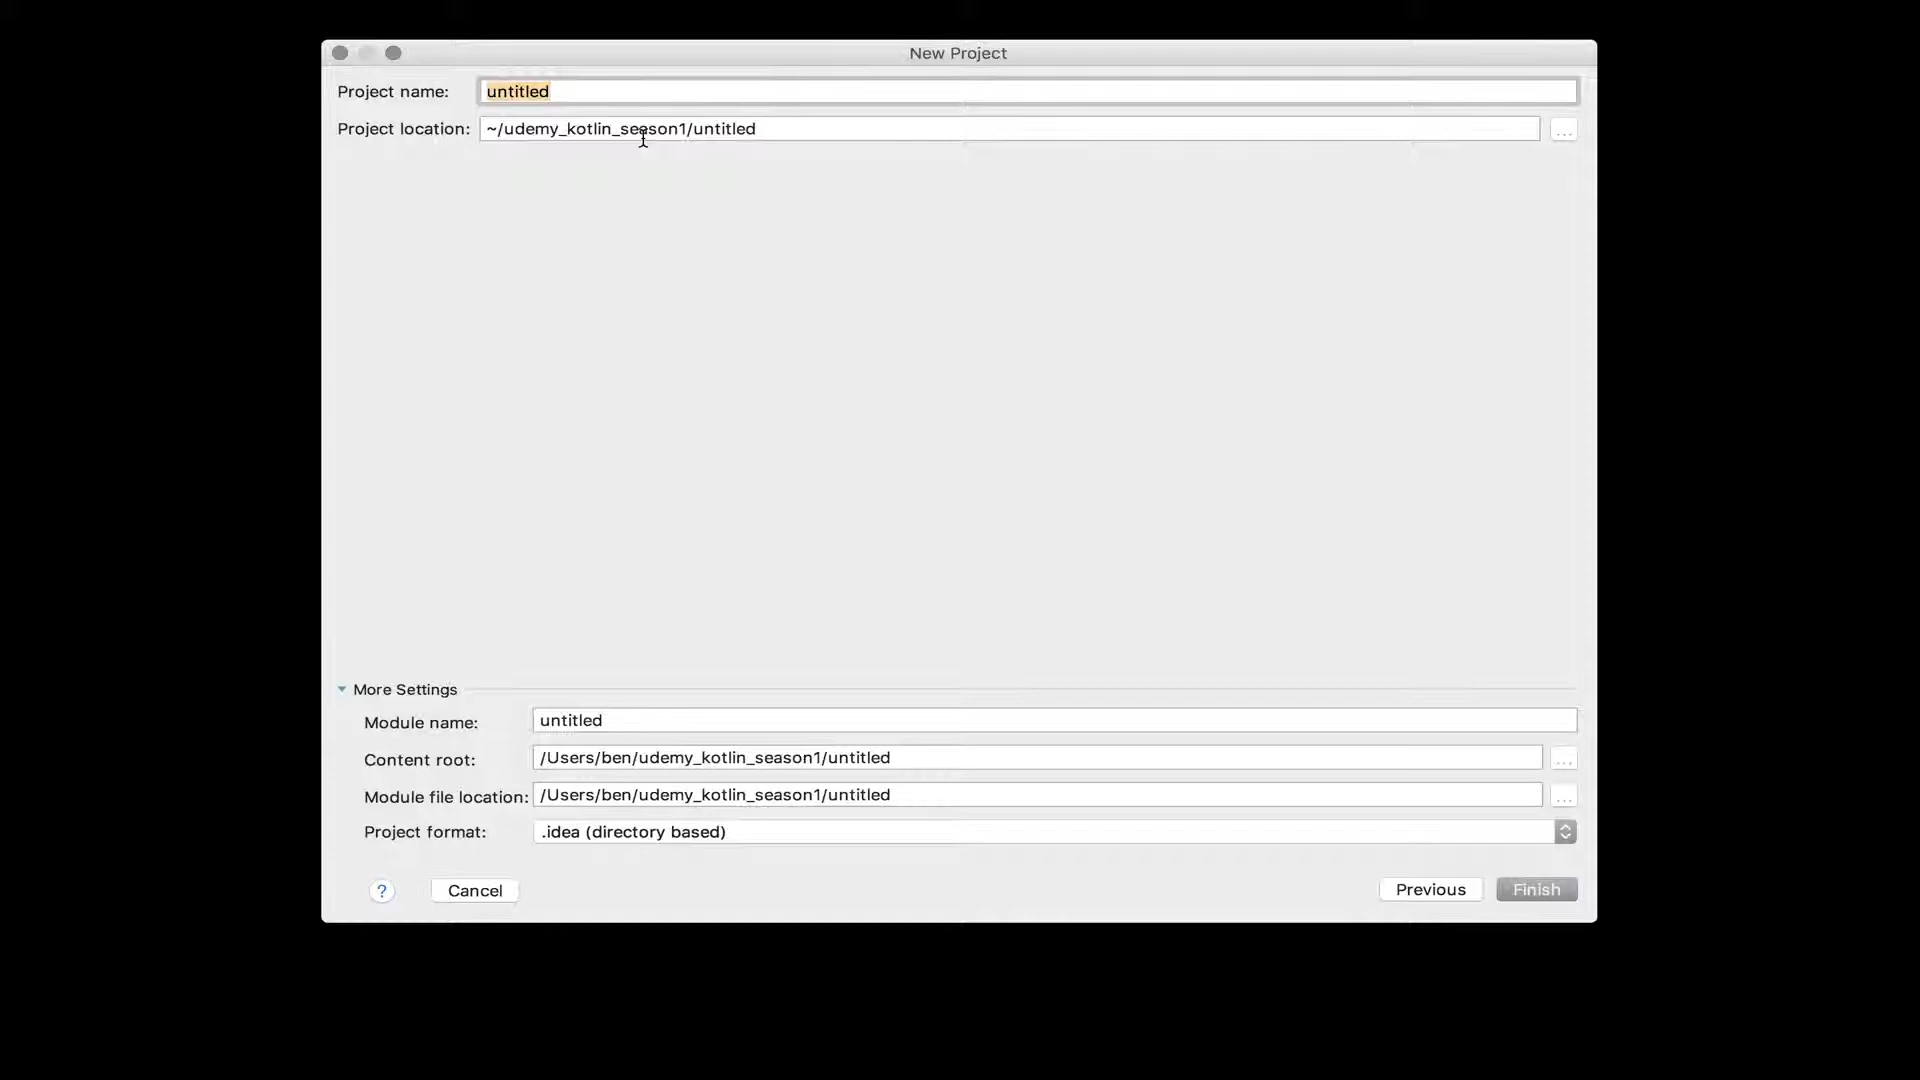 New Project
Project name: untitled
Project location: ~/udemy_kotlin_season1/untitled ...
More Settings
Module name: untitled
Content root: /Users/ben/udemy_kotlin_season1/untitled ...
Module file location: /Users/ben/udemy_kotlin_season1/untitled ...
Project format: .idea (directory based)
? Cancel Previous Finish